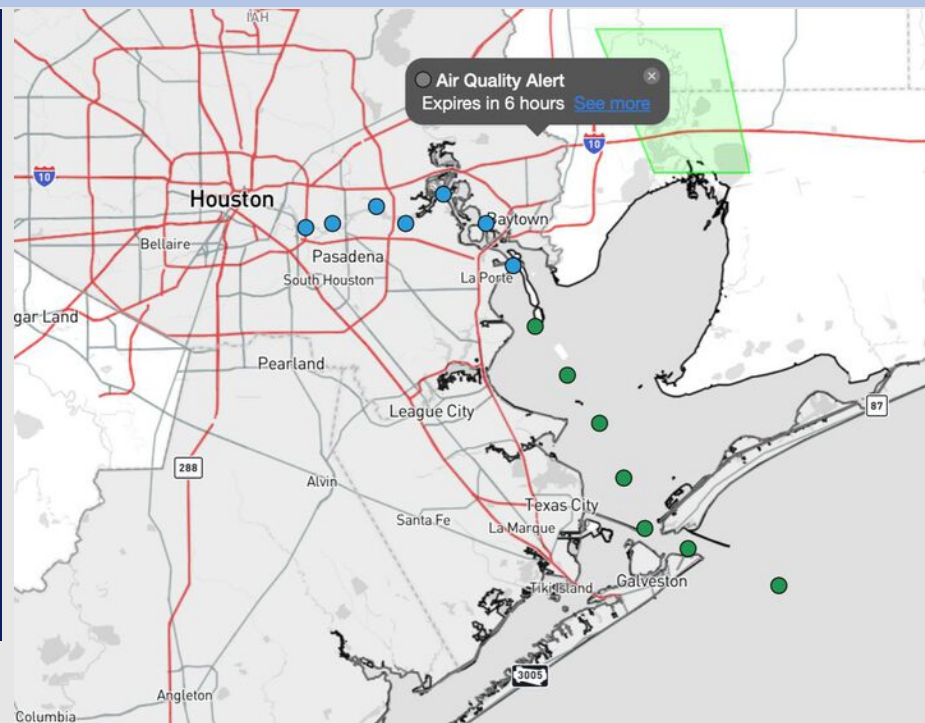 IAH
Air Quality Alert
Expires in 6 hours See more
10
10
Houston
Baytown
Bellaire
Pasadena
South Houston
La Porte
gar Land
Pearland
League City
87
288
Alvin
Texas City
Santa Fe
La Marque
Tiki Island
Galveston
3005
Angleton
Columbia